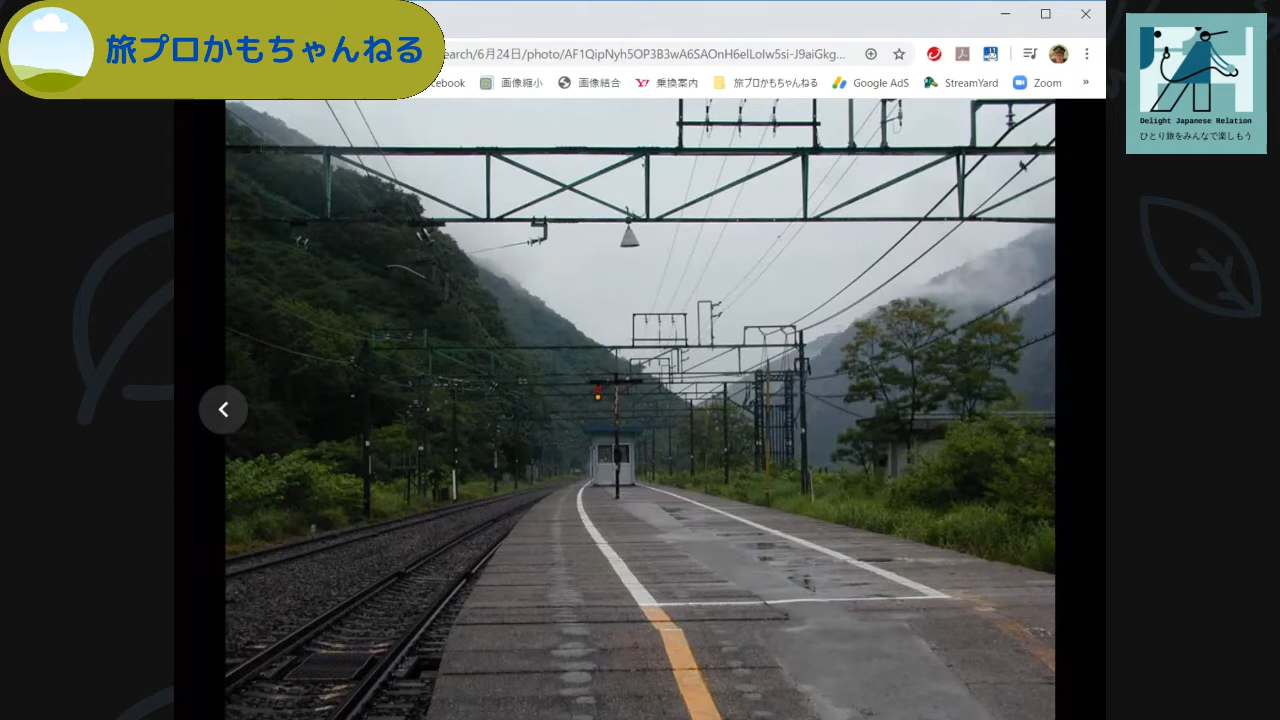 旅プロかもちゃんねる
earch/6月24日/photo/AF1QipNyh5OP3B3wA6SAOnH6elLoIw5si-J9aiGkg...
cebook 画像縮小 画像結合 Y! 乗換案内 旅プロかもちゃんねる Google AdS StreamYard Zoom »
Delight Japanese Relation
ひとり旅をみんなで楽しもう